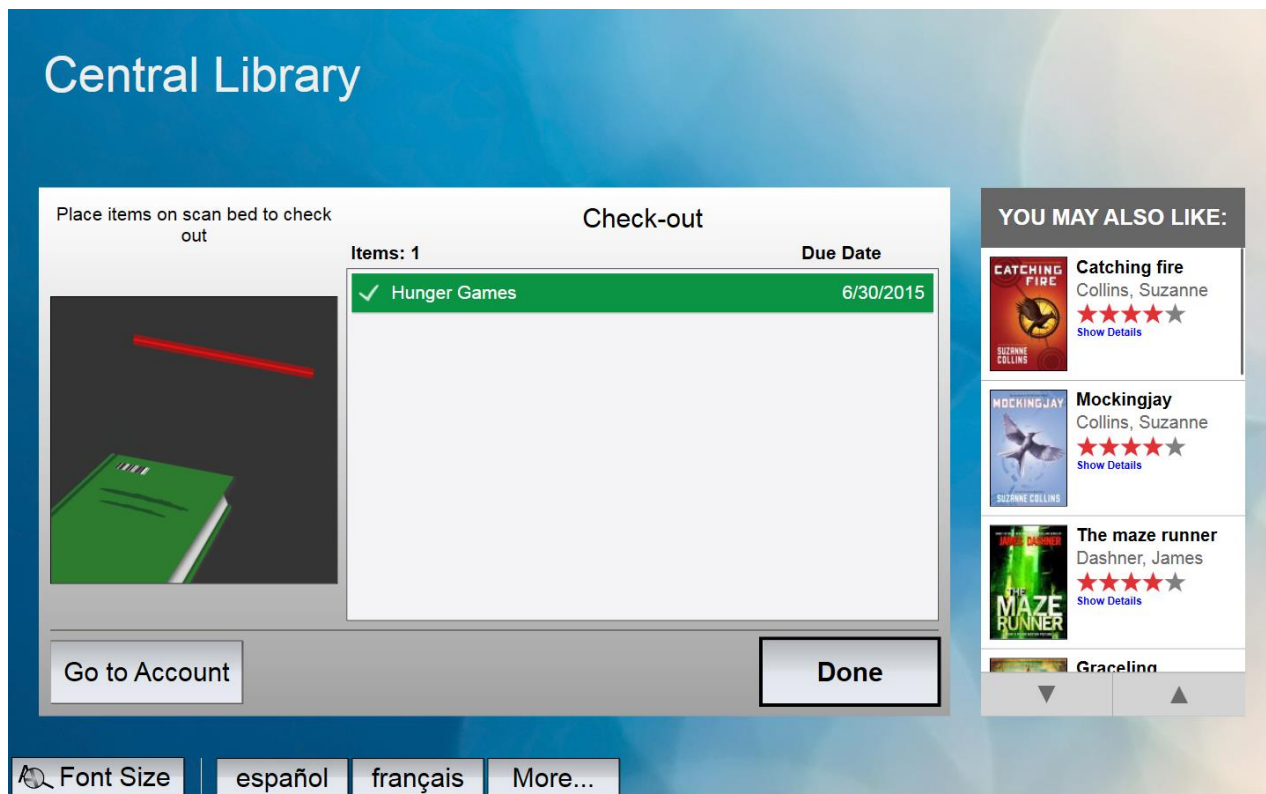 Central Library
Place items on scan bed to check
out
Check-out
Items: 1
Due Date
Hunger Games
6/30/2015
Go to Account
Done
YOU MAY ALSO LIKE:
CATCHING
FIRE
SUZANNE
COLLINS
Catching fire
Collins, Suzanne
Show Details
MOCKINGJAY
SUZANNE COLLINS
Mockingjay
Collins, Suzanne
Show Details
JAMES DASHNER
THE
MAZE
RUNNER
The maze runner
Dashner, James
Show Details
Graceling
Font Size
español
français
More...